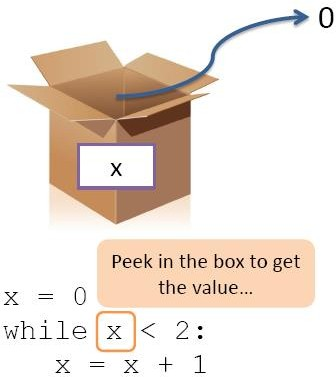 0
x
Peek in the box to get
the value...
x = 0
while x < 2:
x = x + 1